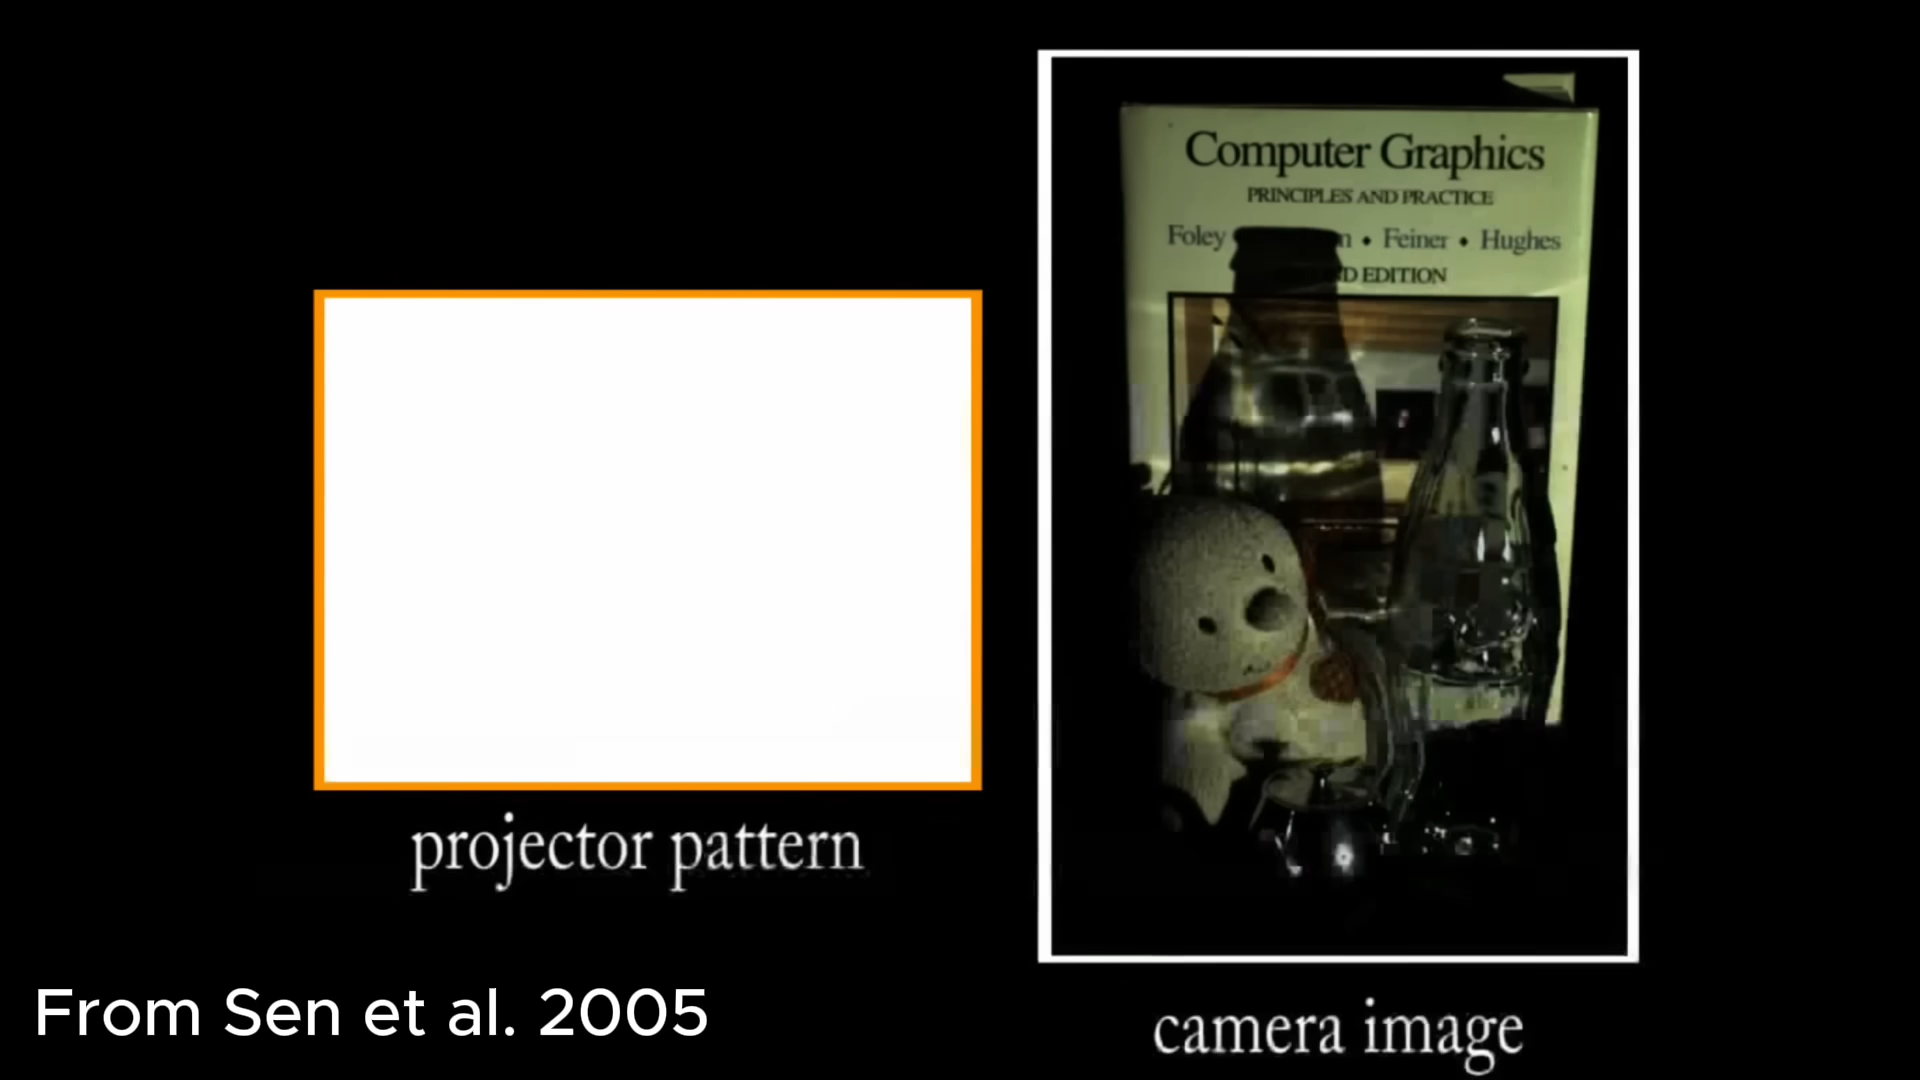 Computer Graphics
PRINCIPLES AND PRACTICE
Foley • Feiner • Hughes
EDITION
projector pattern
From Sen et al. 2005
camera image